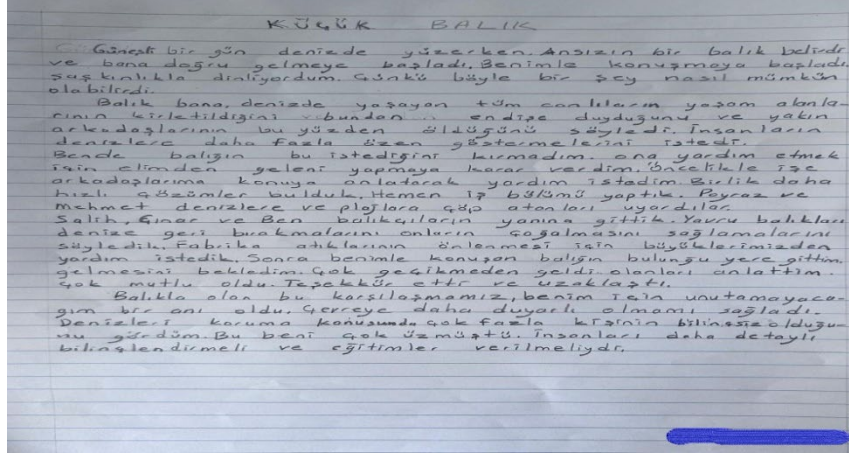 KÜÇÜK BALIK
Güneşli bir gün denizde yüzerken. Ansızın bir balık belirdi
ve bana doğru gelmeye başladı. Benimle konuşmaya başladı.
Şaşkınlıkla dinliyordum. Çünkü böyle bir şey nasıl mümkün
olabilirdi.
Balık bana, denizde yaşayan tüm canlıların yaşam alanla-
rının kirletildiğini bundan endişe duyduğunu ve yakın
arkadaşlarının bu yüzden öldüğünü söyledi. İnsanların
denizlere daha fazla özen göstermelerini istedi.
Bende balığın bu istediğini kırmadım. ona yardım etmek
için elimden geleni yapmaya karar verdim. Öncelikle ise
arkadaşlarıma konuyu anlatarak yardım istedim. Birlik daha
hızlı çözümler bulduk. Hemen iş bölümü yaptık. Poyraz ve
Mehmet denizlere ve plajlara çöp atanları uyardılar.
Salih, Çınar ve Ben balıkçıların yanına gittik. Yavru balıkları
denize geri bırakmalarını onların çoğalmasını sağlamalarını
söyledik. Fabrika atıklarının önlenmesi için büyüklerimizden
yardım istedik. Sonra benimle konuşan balığın bulunğu yere gittim.
gelmesini bekledim. Çok geçikmeden geldi. olanları anlattım.
Çok mutlu oldu. Teşekkür etti ve uzaklaştı.
Balıkla olan bu karşılaşmamız, benim için unutamayaca-
ğım bir anı oldu. Çevreye daha duyarlı olmamı sağladı.
Denizleri koruma konusunda çok fazla kişinin bilinçsiz olduğu-
nu gördüm. Bu beni çok üzmüştü. İnsanları daha detaylı
bilinçlendirmeli ve eğitimler verilmeliydi.